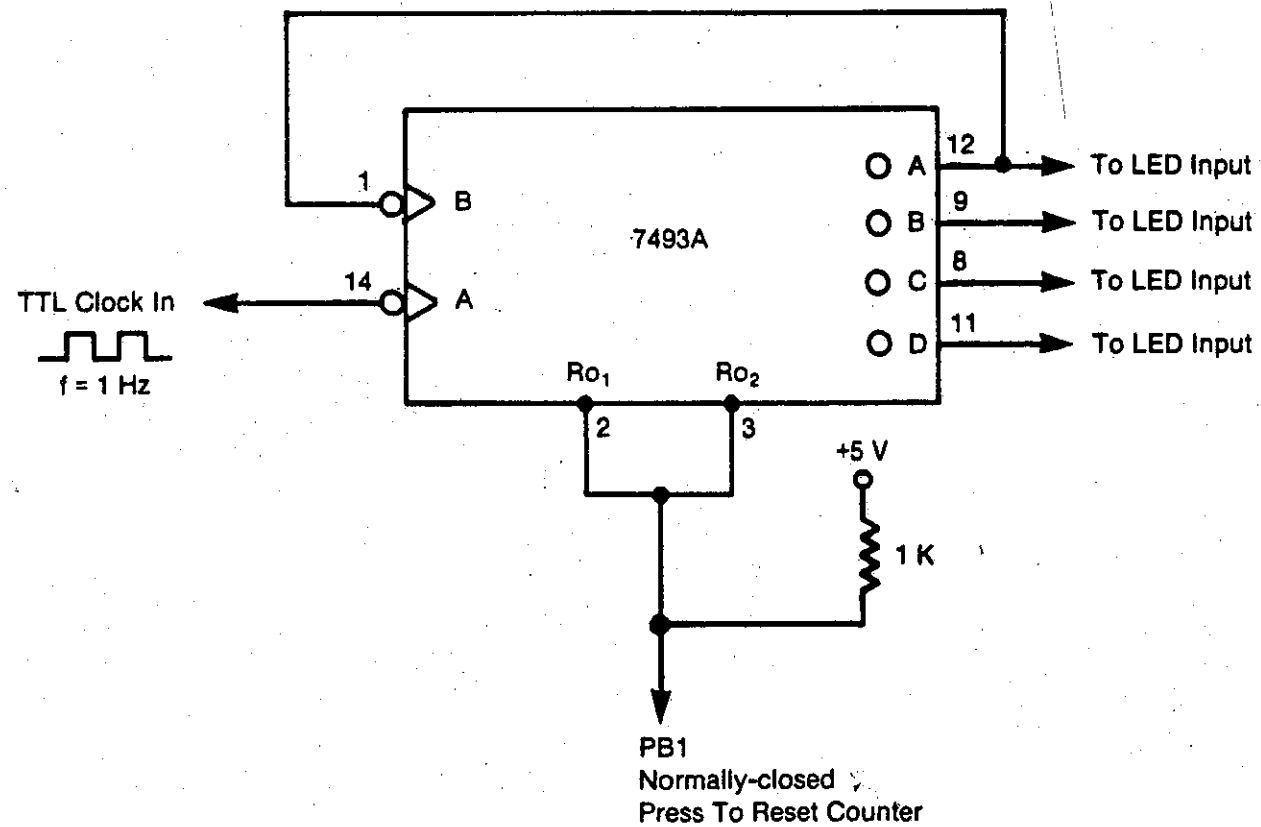 12
To LED Input
A
1
B
9
To LED Input
B
7493A
8
To LED Input
C
14
A
TTL Clock In
11
To LED Input
D
f = 1 Hz
Ro₁
Ro₂
2
3
+5 V
1 K
PB1
Normally-closed
Press To Reset Counter